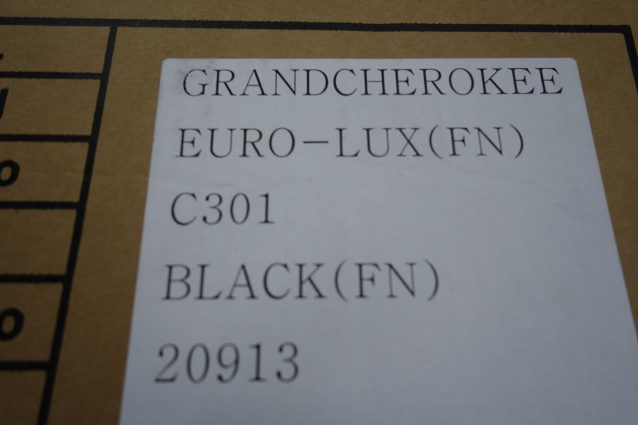 GRANDCHEROKEE
EURO-LUX(FN)
C301
BLACK(FN)
20913